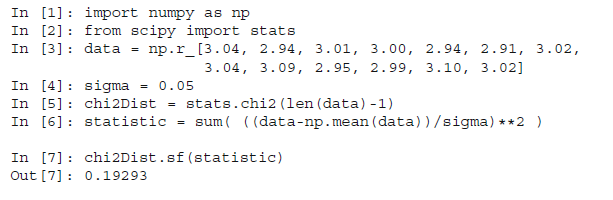 In [1]: import numpy as np
In [2]: from scipy import stats
In [3]: data = np.r_[3.04, 2.94, 3.01, 3.00, 2.94, 2.91, 3.02,
3.04, 3.09, 2.95, 2.99, 3.10, 3.02]
In [4]: sigma = 0.05
In [5]: chi2Dist = stats.chi2(len(data)-1)
In [6]: statistic = sum( ((data-np.mean(data))/sigma)**2 )
In [7]: chi2Dist.sf(statistic)
Out[7]: 0.19293